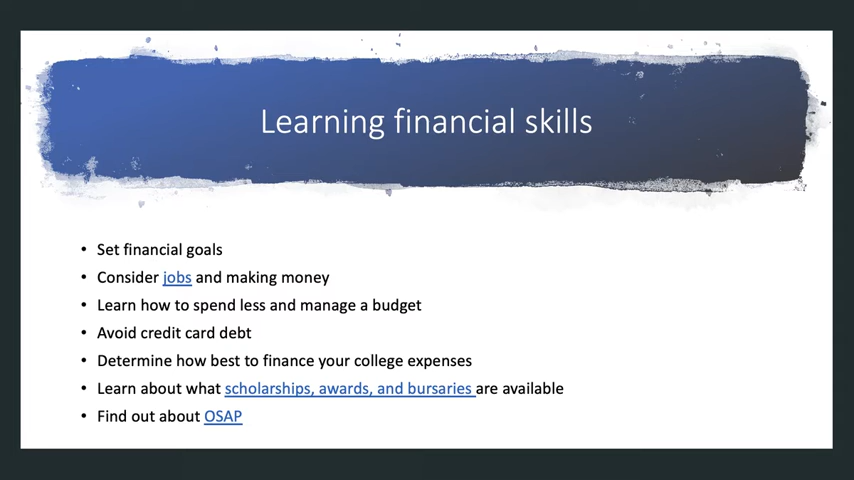 Learning financial skills
• Set financial goals
• Consider jobs and making money
• Learn how to spend less and manage a budget
• Avoid credit card debt
• Determine how best to finance your college expenses
• Learn about what scholarships, awards, and bursaries are available
• Find out about OSAP